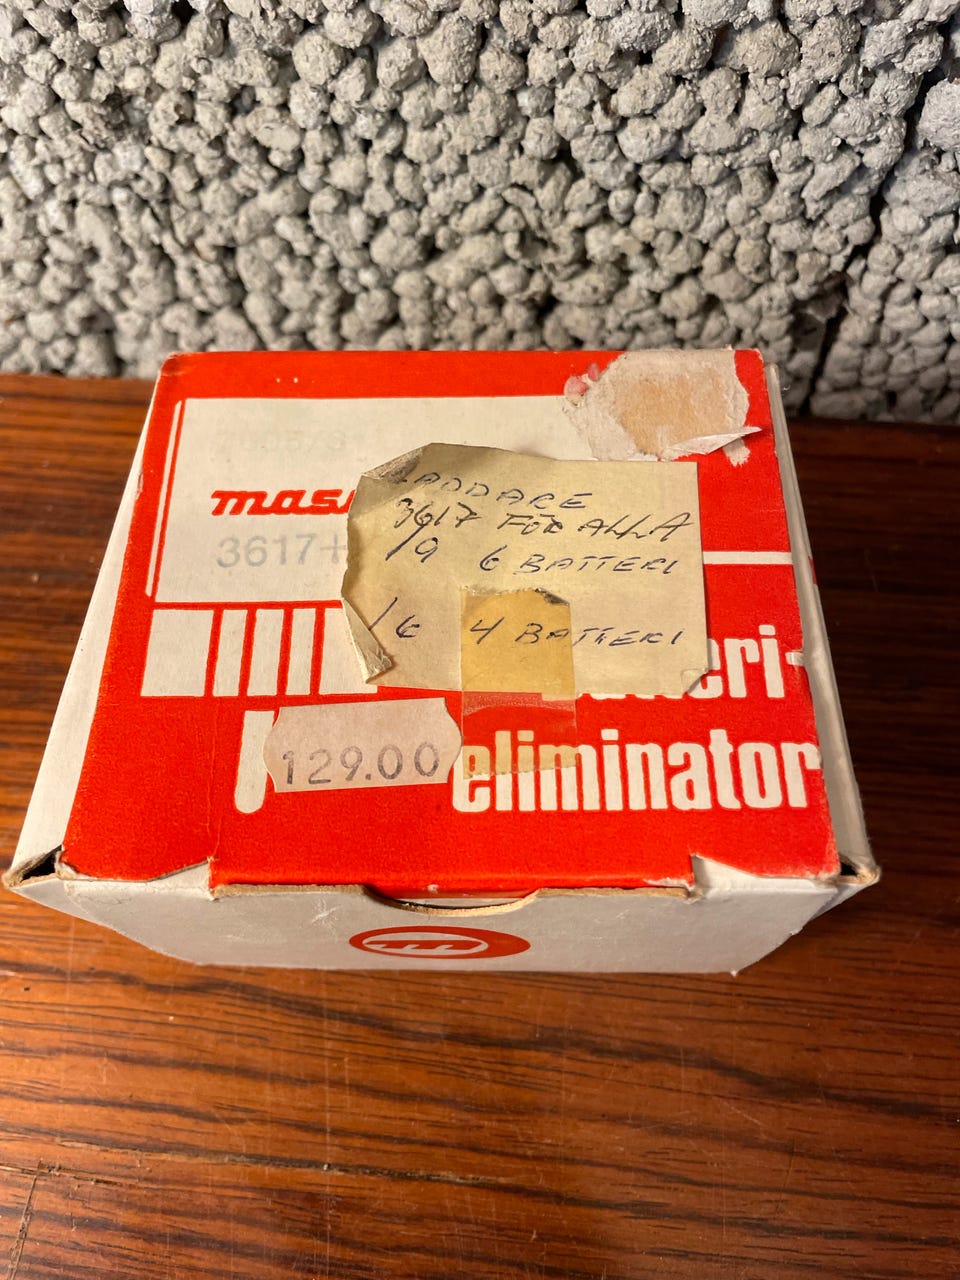 mas
3617+
LADDARE
3617 FÖR ALLA
/9 6 BATTERI
/6 4 BATTERI
129.00
eri-
eliminator